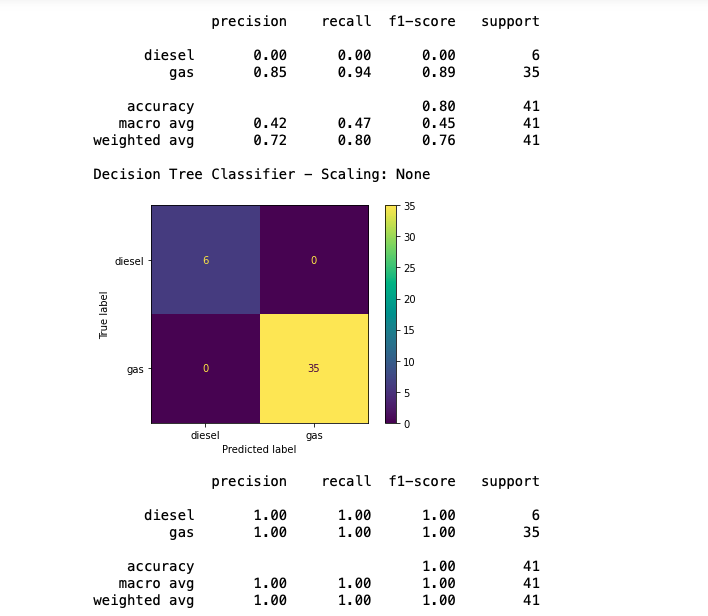 precision recall f1-score support
diesel 0.00 0.00 0.00 6
gas 0.85 0.94 0.89 35
accuracy 0.80 41
macro avg 0.42 0.47 0.45 41
weighted avg 0.72 0.80 0.76 41
Decision Tree Classifier - Scaling: None
35
30
25
20
15
10
5
0
True label
diesel
gas
6 0
0 35
diesel gas
Predicted label
precision recall f1-score support
diesel 1.00 1.00 1.00 6
gas 1.00 1.00 1.00 35
accuracy 1.00 41
macro avg 1.00 1.00 1.00 41
weighted avg 1.00 1.00 1.00 41